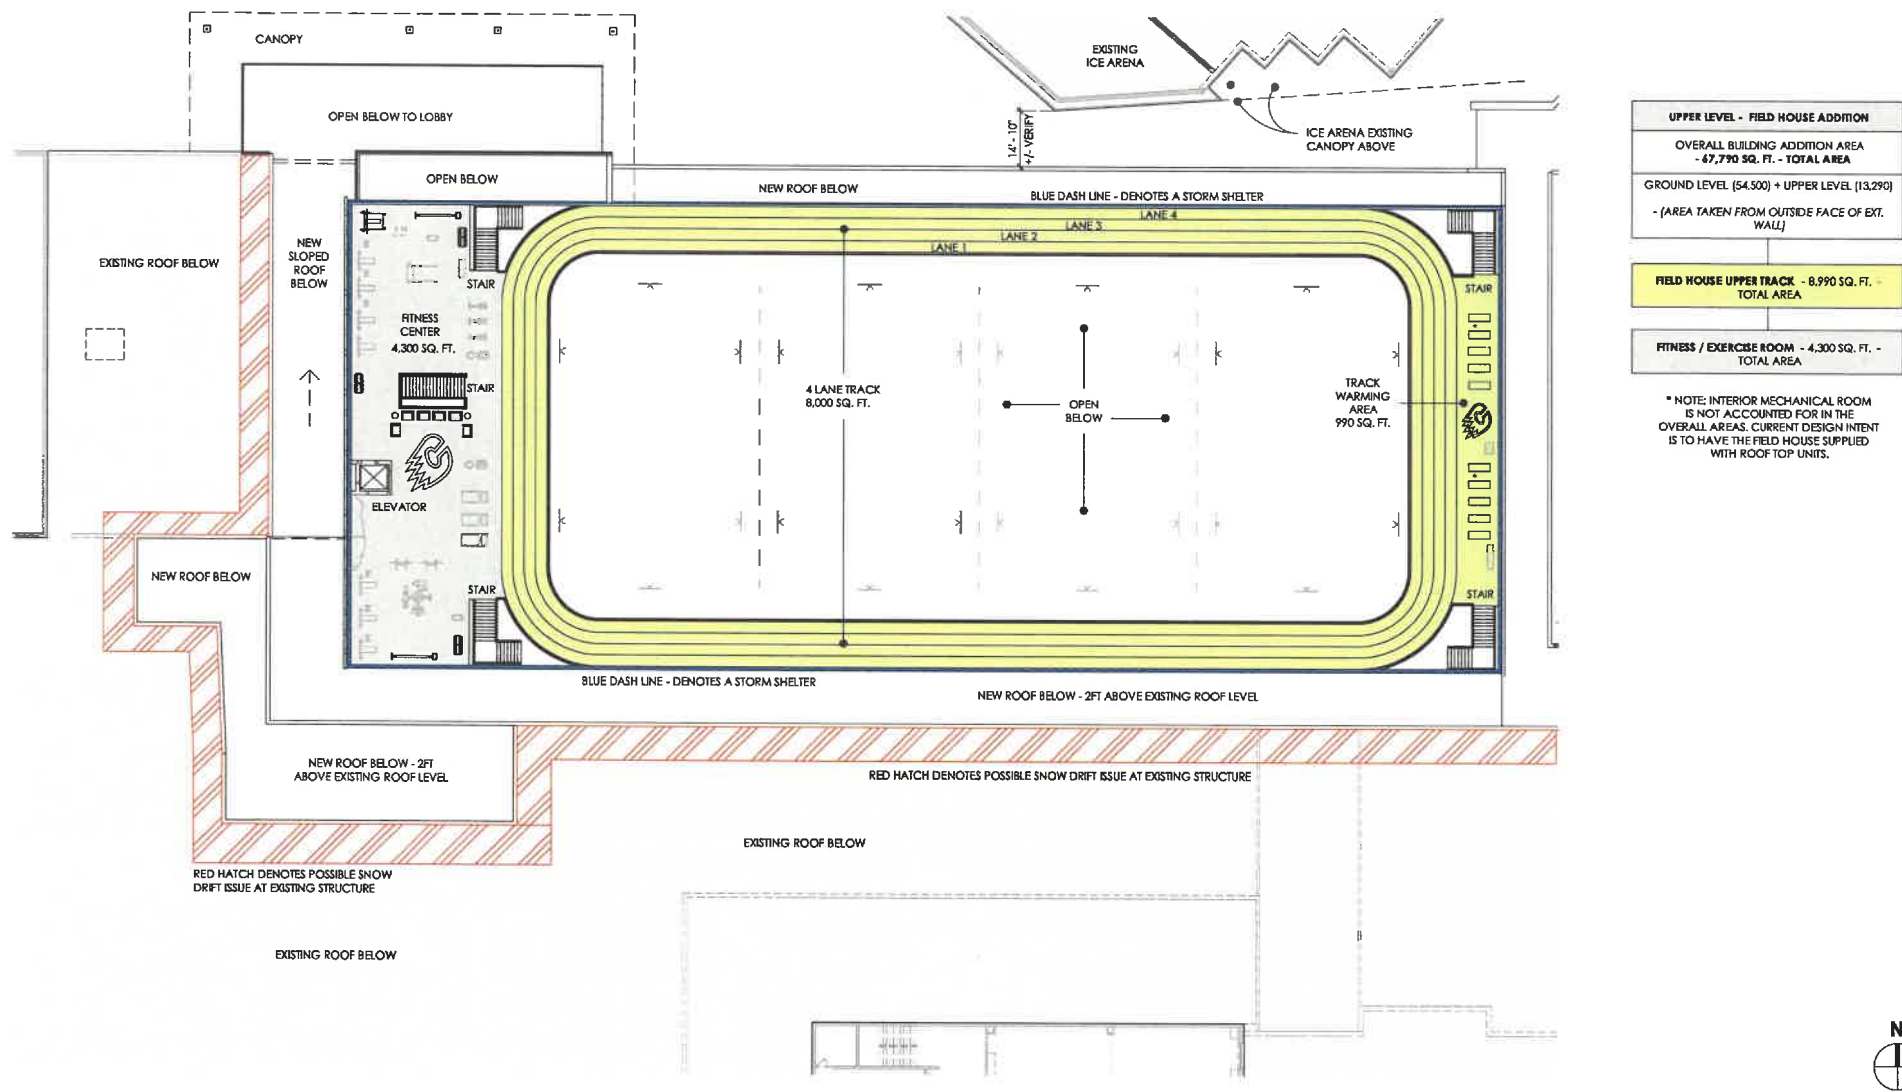 CANOPY
OPEN BELOW TO LOBBY
EXISTING
ICE ARENA
14' - 10"
+/- VERIFY
ICE ARENA EXISTING
CANOPY ABOVE
OPEN BELOW
NEW ROOF BELOW
BLUE DASH LINE - DENOTES A STORM SHELTER
LANE 4
LANE 3
LANE 2
LANE 1
EXISTING ROOF BELOW
NEW
SLOPED
ROOF
BELOW
STAIR
FITNESS
CENTER
4,300 SQ. FT.
STAIR
ELEVATOR
STAIR
4 LANE TRACK
8,000 SQ. FT.
OPEN
BELOW
TRACK
WARMING
AREA
990 SQ. FT.
STAIR
STAIR
NEW ROOF BELOW
BLUE DASH LINE - DENOTES A STORM SHELTER
NEW ROOF BELOW - 2FT ABOVE EXISTING ROOF LEVEL
NEW ROOF BELOW - 2FT
ABOVE EXISTING ROOF LEVEL
RED HATCH DENOTES POSSIBLE SNOW DRIFT ISSUE AT EXISTING STRUCTURE
EXISTING ROOF BELOW
RED HATCH DENOTES POSSIBLE SNOW
DRIFT ISSUE AT EXISTING STRUCTURE
EXISTING ROOF BELOW
UPPER LEVEL - FIELD HOUSE ADDITION
OVERALL BUILDING ADDITION AREA
- 67,790 SQ. FT. - TOTAL AREA
GROUND LEVEL (54,500) + UPPER LEVEL (13,290)
- (AREA TAKEN FROM OUTSIDE FACE OF EXT.
WALL)
FIELD HOUSE UPPER TRACK - 8,990 SQ. FT. -
TOTAL AREA
FITNESS / EXERCISE ROOM - 4,300 SQ. FT. -
TOTAL AREA
* NOTE: INTERIOR MECHANICAL ROOM
IS NOT ACCOUNTED FOR IN THE
OVERALL AREAS. CURRENT DESIGN INTENT
IS TO HAVE THE FIELD HOUSE SUPPLIED
WITH ROOF TOP UNITS.
N